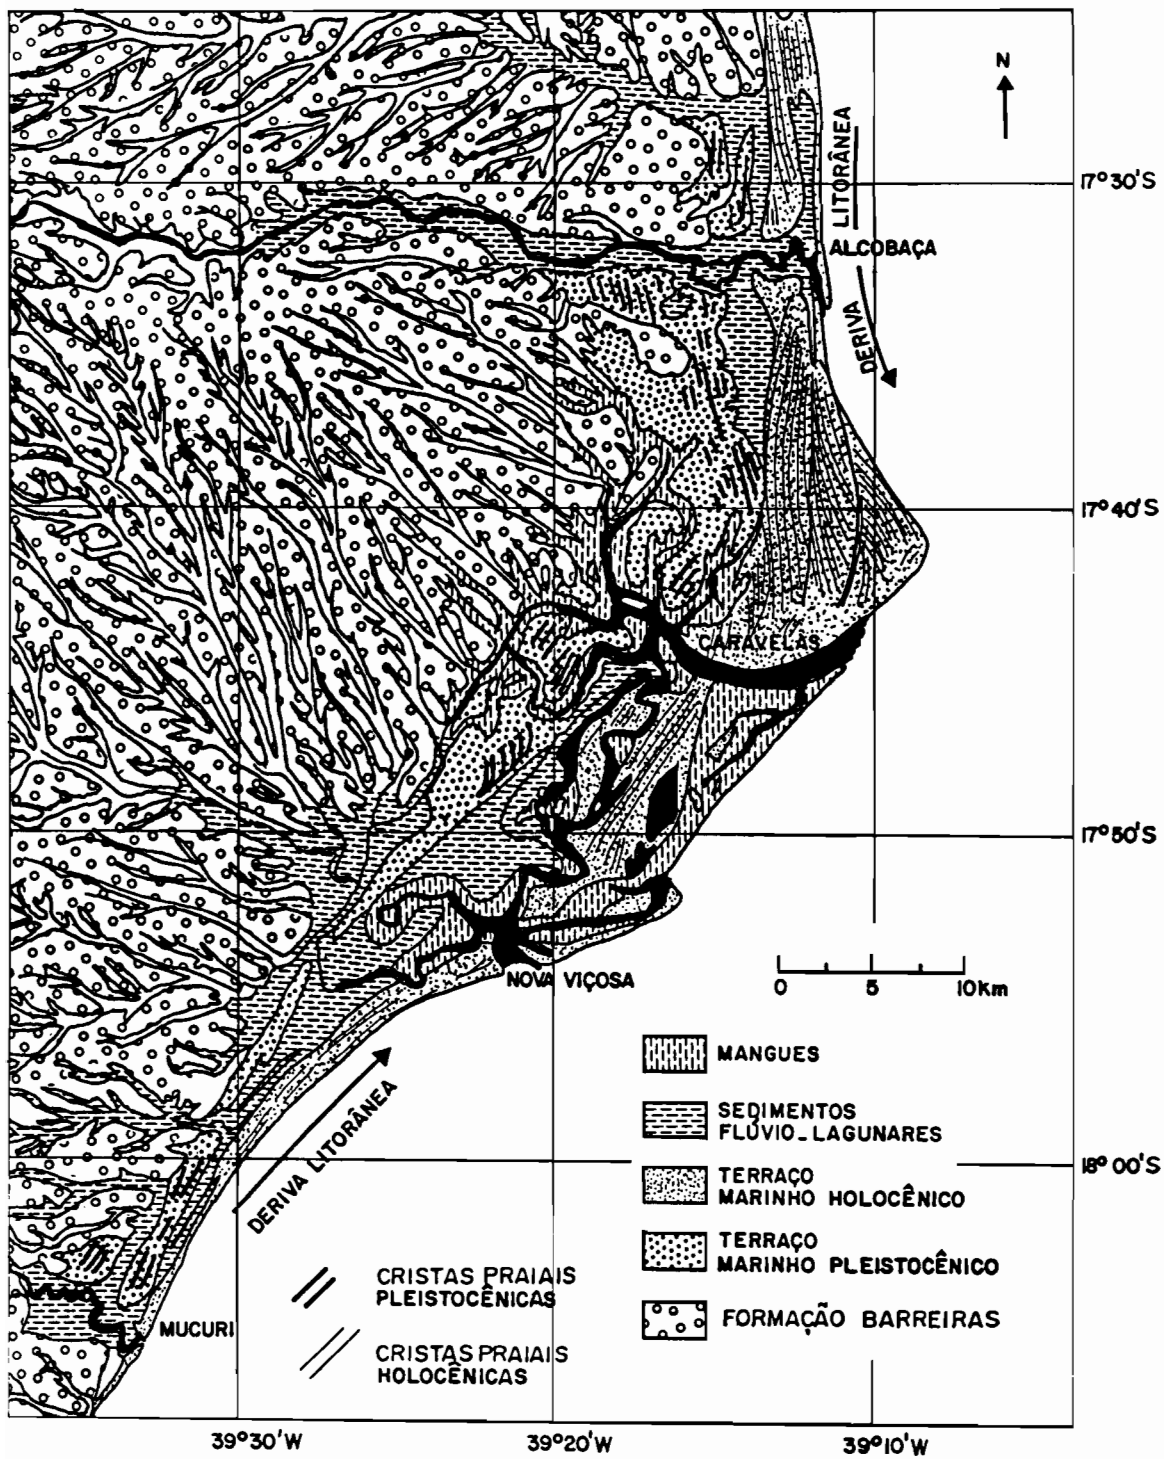 N
17°30'S
LITORÂNEA
ALCOBAÇA
DERIVA
17°40'S
CARAVELAS
17°50'S
NOVA VIÇOSA
0 5 10Km
MANGUES
SEDIMENTOS
FLÚVIO-LAGUNARES
DERIVA LITORÂNEA
18°00'S
TERRAÇO
MARINHO HOLOCÊNICO
TERRAÇO
MARINHO PLEISTOCÊNICO
CRISTAS PRAIAIS
PLEISTOCÊNICAS
FORMAÇÃO BARREIRAS
MUCURI
CRISTAS PRAIAIS
HOLOCÊNICAS
39°30'W 39°20'W 39°10'W